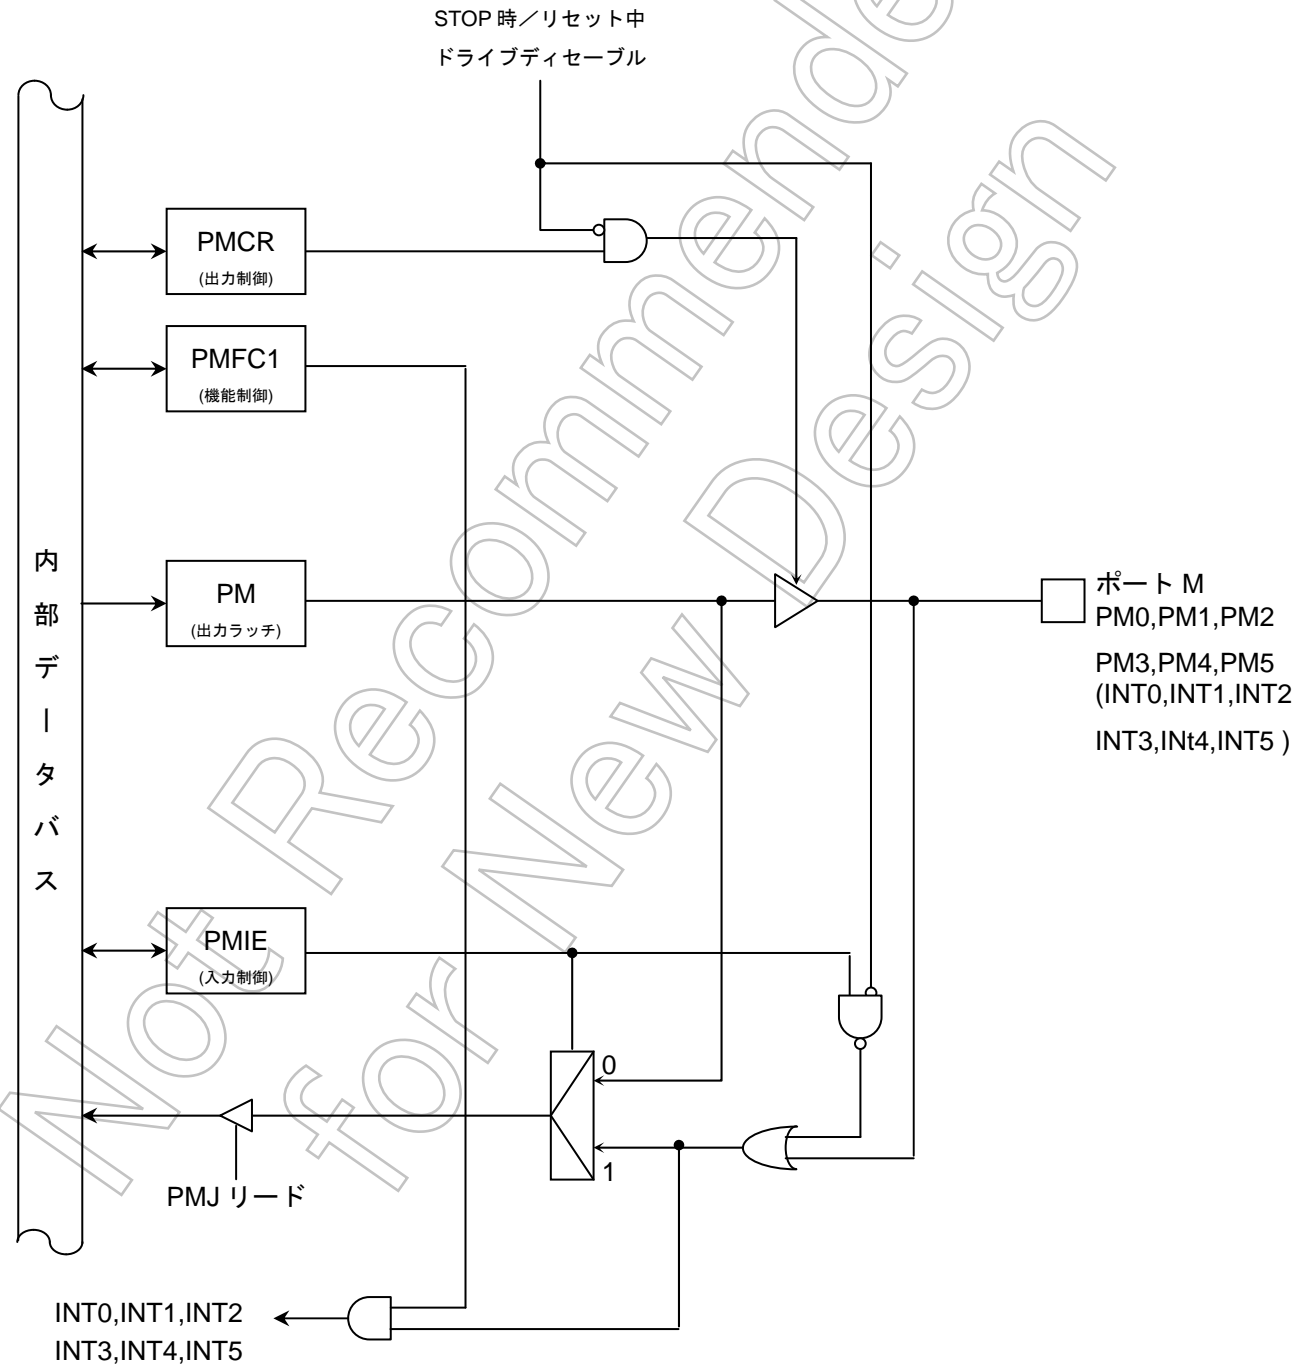 STOP 時／リセット中
ドライブディセーブル
PMCR
(出力制御)
PMFC1
(機能制御)
内部データバス
PM
(出力ラッチ)
ポート M
PM0,PM1,PM2
PM3,PM4,PM5
(INT0,INT1,INT2
INT3,INt4,INT5 )
PMIE
(入力制御)
0
1
PMJ リード
INT0,INT1,INT2
INT3,INT4,INT5
Not Recommende
for New Design